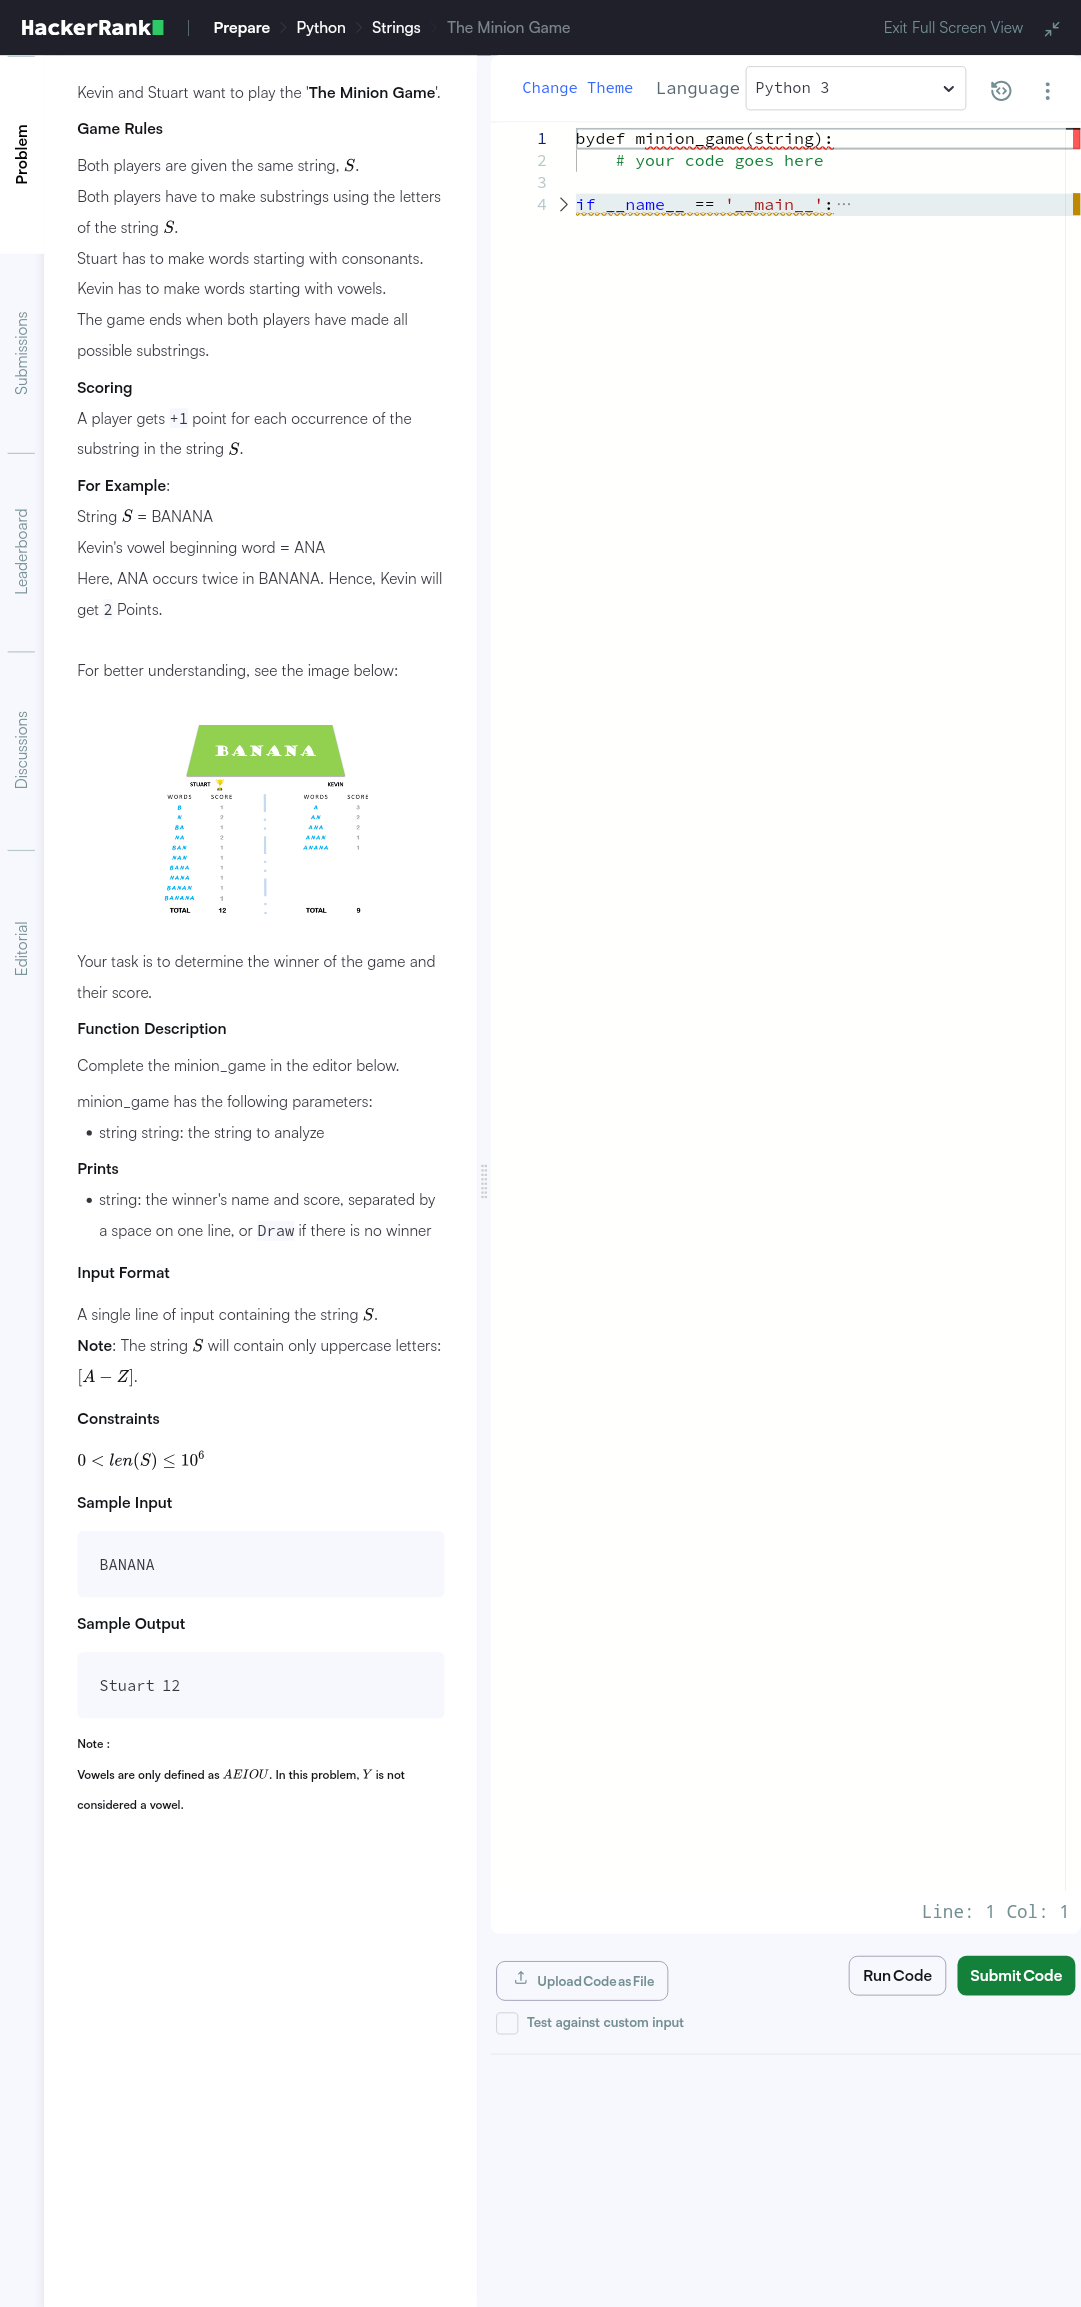 HackerRank
Prepare
Python
Strings
The Minion Game
Exit Full Screen View
Problem
Submissions
Leaderboard
Discussions
Editorial
Kevin and Stuart want to play the 'The Minion Game'.
Game Rules
Both players are given the same string, S.
Both players have to make substrings using the letters
of the string S.
Stuart has to make words starting with consonants.
Kevin has to make words starting with vowels.
The game ends when both players have made all
possible substrings.
Scoring
A player gets +1 point for each occurrence of the
substring in the string S.
For Example:
String S = BANANA
Kevin's vowel beginning word = ANA
Here, ANA occurs twice in BANANA. Hence, Kevin will
get 2 Points.
For better understanding, see the image below:
BANANA
STUART KEVIN
WORDS SCORE WORDS SCORE
B 1 A 3
N 2 AN 2
BA 1 ANA 2
NA 2 ANAN 1
BAN 1 ANANA 1
NAN 1
BANA 1
NANA 1
BANAN 1
BANANA 1
TOTAL 12 TOTAL 9
Your task is to determine the winner of the game and
their score.
Function Description
Complete the minion_game in the editor below.
minion_game has the following parameters:
• string string: the string to analyze
Prints
• string: the winner's name and score, separated by
a space on one line, or Draw if there is no winner
Input Format
A single line of input containing the string S.
Note: The string S will contain only uppercase letters:
[A − Z].
Constraints
0 < len(S) ≤ 10⁶
Sample Input
BANANA
Sample Output
Stuart 12
Note :
Vowels are only defined as AEIOU. In this problem, Y is not
considered a vowel.
Change Theme Language Python 3
1 bydef minion_game(string):
2 # your code goes here
3
4 if __name__ == '__main__':···
Line: 1 Col: 1
Upload Code as File
Run Code
Submit Code
Test against custom input